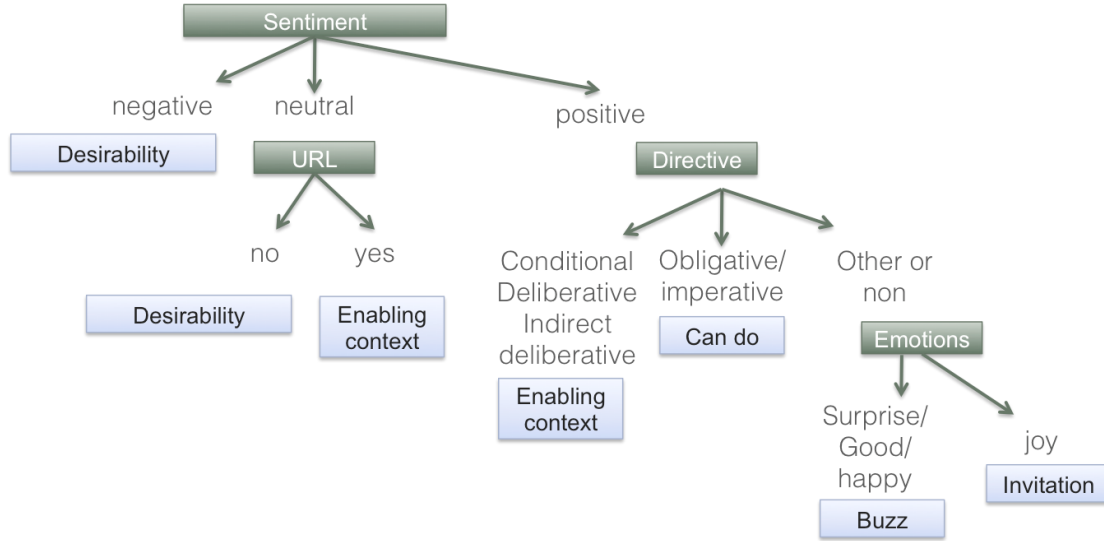 Sentiment
negative
neutral
positive
Desirability
URL
Directive
no
yes
Conditional
Deliberative
Indirect
deliberative
Obligative/
imperative
Other or
non
Desirability
Enabling
context
Can do
Emotions
Enabling
context
Surprise/
Good/
happy
joy
Buzz
Invitation